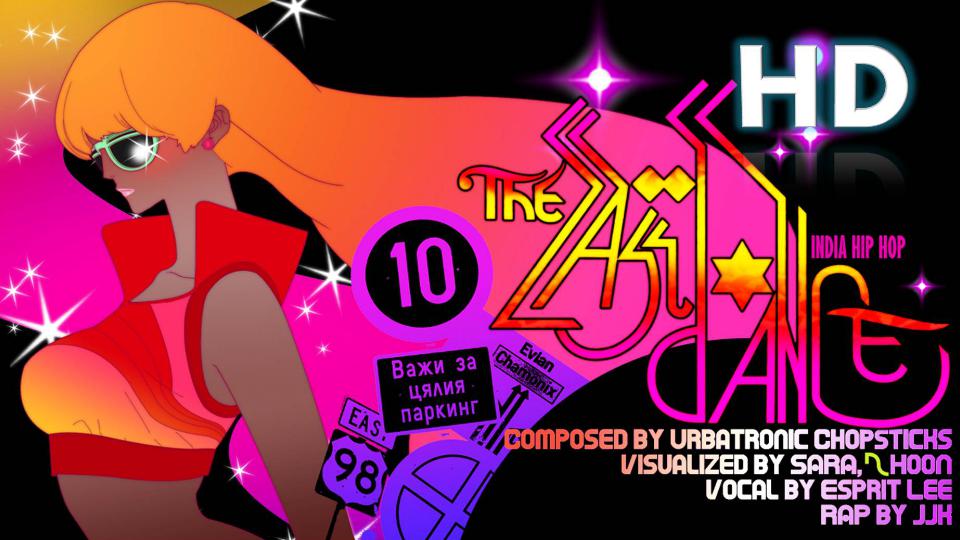 HD
The
Last
dance
INDIA HIP HOP
10
Важи за
цялия
паркинг
Evian
Chamonix
EAST
98
COMPOSED BY URBATRONIC CHOPSTICKS
VISUALIZED BY SARA, HOON
VOCAL BY ESPRIT LEE
RAP BY JJK